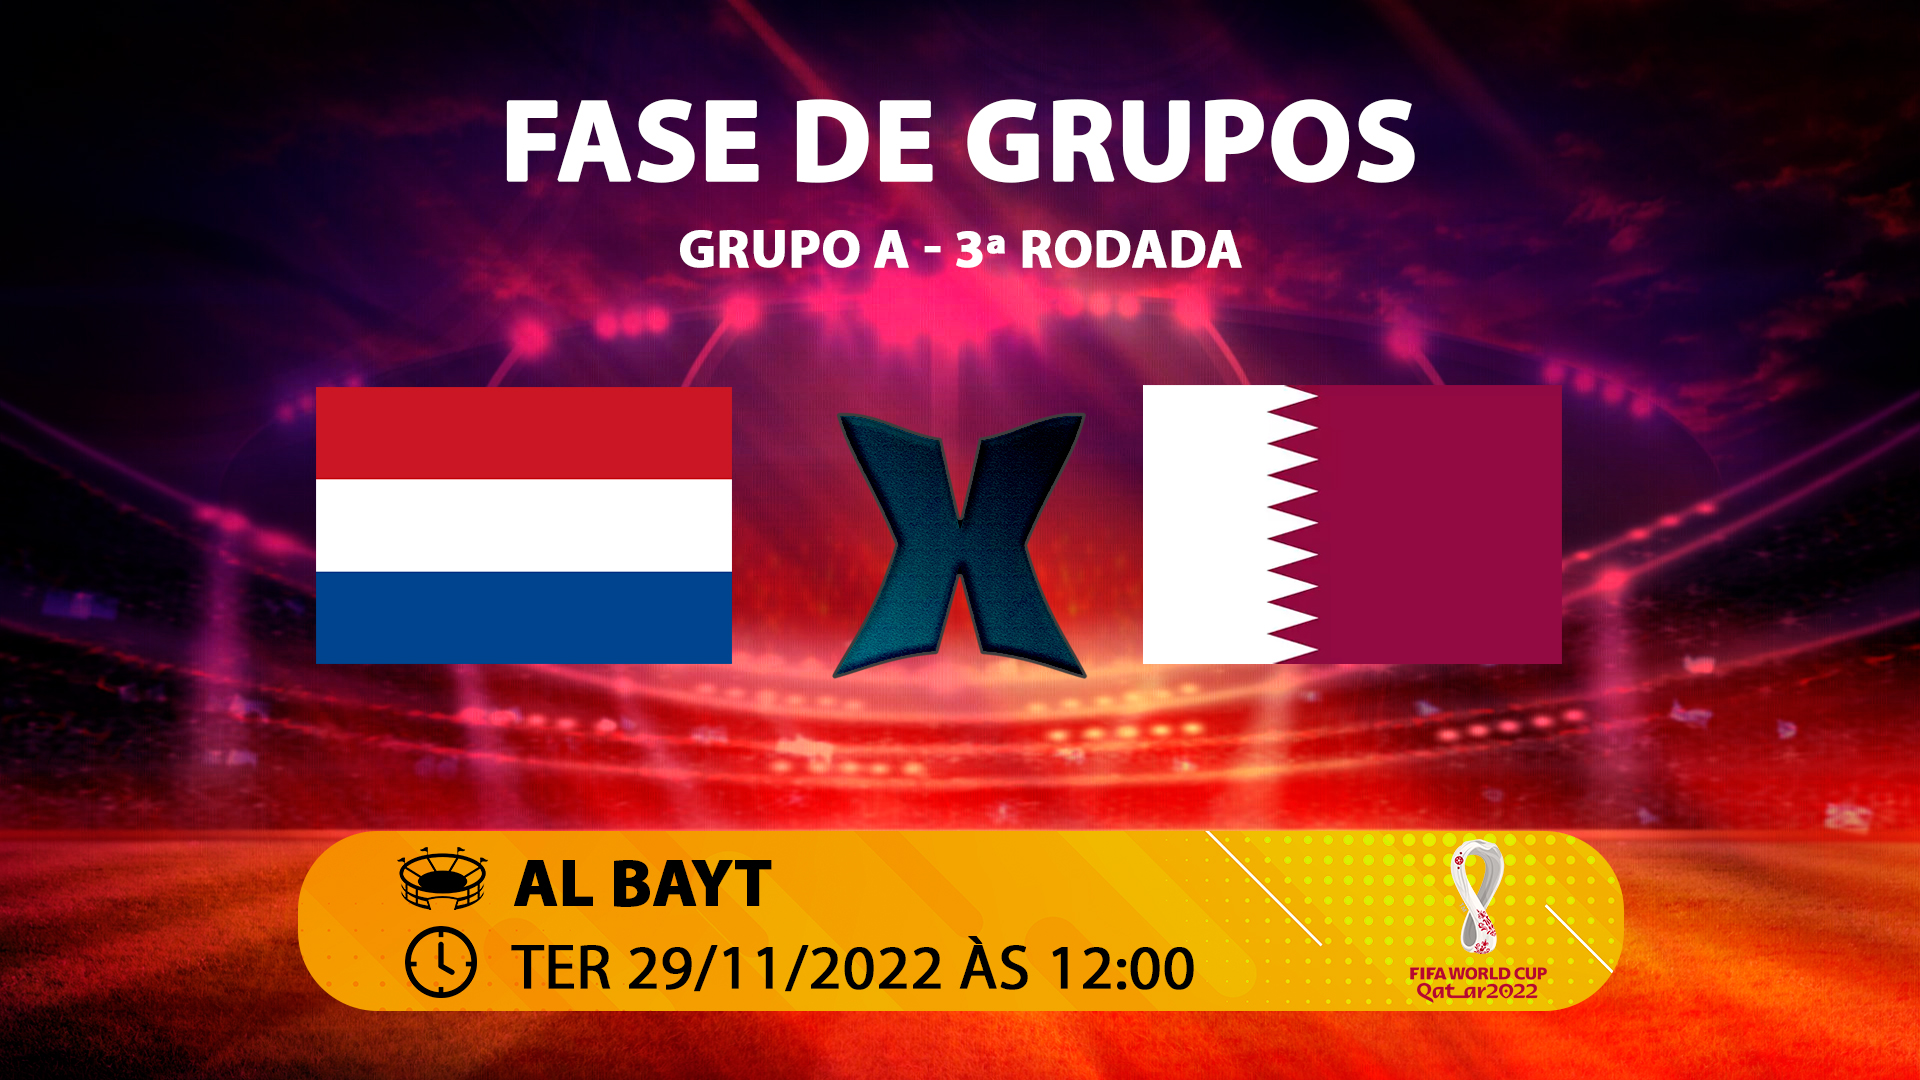 FASE DE GRUPOS
GRUPO A - 3ª RODADA
X
AL BAYT
TER 29/11/2022 ÀS 12:00
FIFA WORLD CUP
Qatar2022